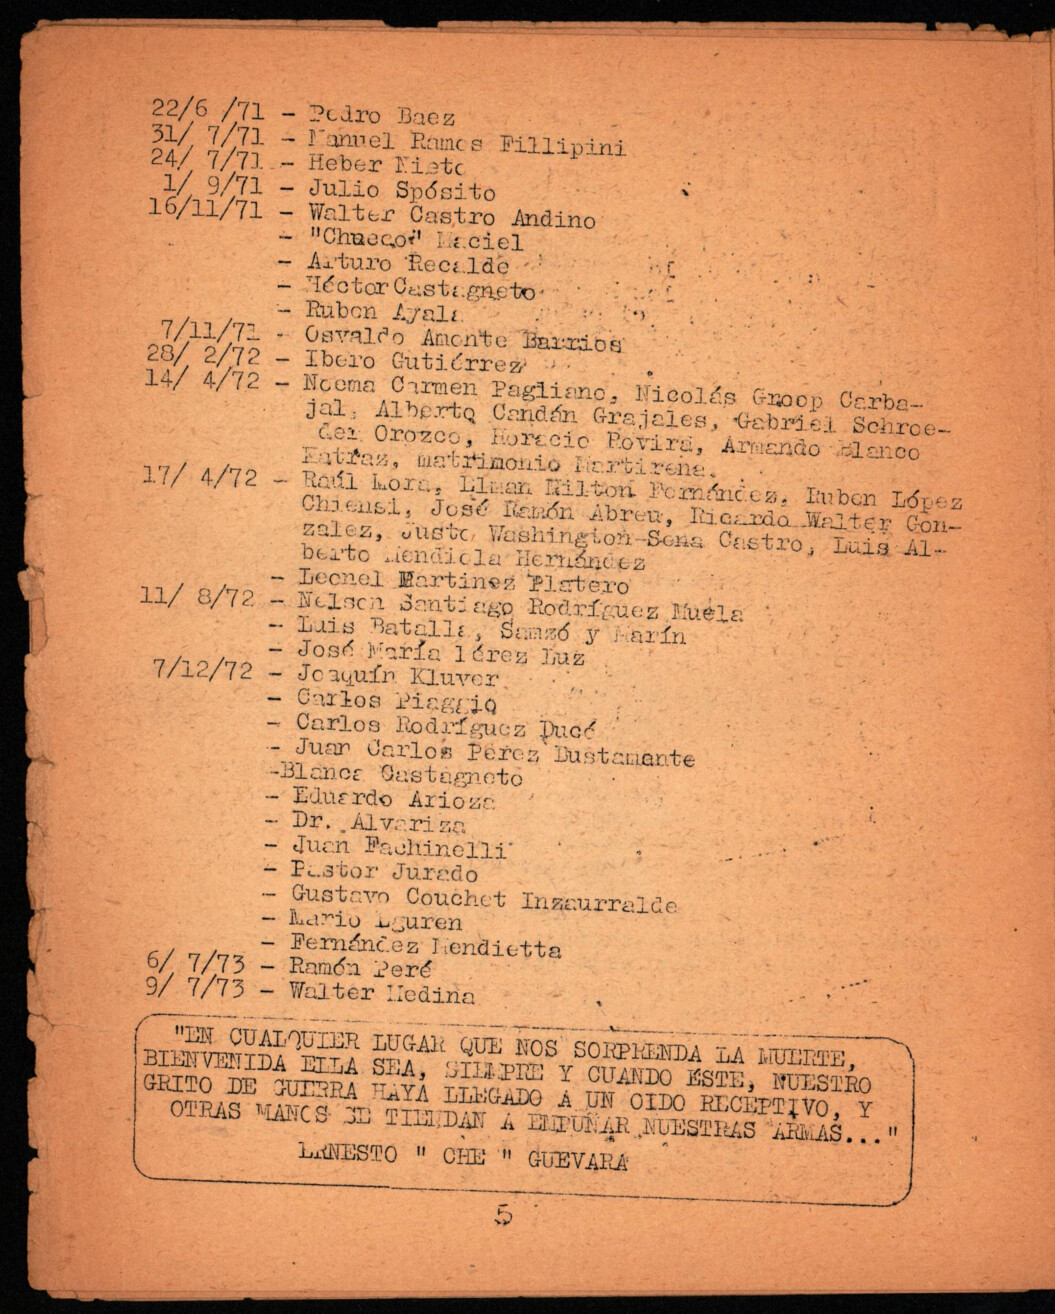 22/6 /71 - Pedro Baez
31/ 7/71 - Manuel Ramos Fillipini
24/ 7/71 - Heber Nieto
1/ 9/71 - Julio Spósito
16/11/71 - Walter Castro Andino
- "Chueco" Maciel
- Arturo Recalde
- Héctor Castagneto
- Ruben Ayala
7/11/71 - Osvaldo Amonte Barrios
28/ 2/72 - Ibero Gutiérrez
14/ 4/72 - Noema Carmen Pagliano, Nicolás Groop Carba-
jal, Alberto Candán Grajales, Gabriel Schroe-
der Orozco, Horacio Rovira, Armando Blanco
Katraz, matrimonio Martirena.
17/ 4/72 - Raúl Mora, Elman Milton Fernández, Ruben López
Chiensi, José Ramón Abreu, Ricardo Walter Gon-
zalez, Justo Washington Sena Castro, Luis Al-
berto Mendiola Hernández
- Leonel Martinez Platero
11/ 8/72 - Nelson Santiago Rodríguez Muela
- Luis Batalla, Sanzó y Marín
- José María Pérez Luz
7/12/72 - Joaquín Kluver
- Carlos Piaggio
- Carlos Rodríguez Ducó
- Juan Carlos Perez Bustamante
-Blanca Castagneto
- Eduardo Arioza
- Dr. Alvariza
- Juan Fachinelli
- Pastor Jurado
- Gustavo Couchet Inzaurralde
- Mario Eguren
- Fernández Mendietta
6/ 7/73 - Ramón Peré
9/ 7/73 - Walter Medina
"EN CUALQUIER LUGAR QUE NOS SORPRENDA LA MUERTE,
BIENVENIDA ELLA SEA, SIEMPRE Y CUANDO ÉSTE, NUESTRO
GRITO DE GUERRA HAYA LLEGADO A UN OIDO RECEPTIVO, Y
OTRAS MANOS SE TIENDAN A EMPUÑAR NUESTRAS ARMAS..."
ERNESTO " CHE " GUEVARA
5